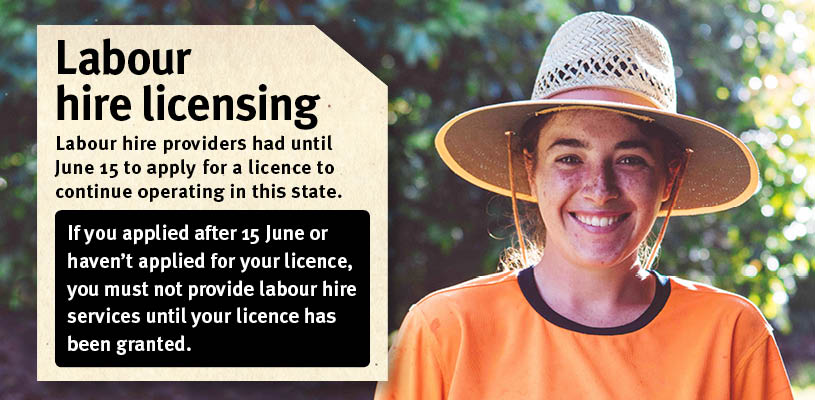 Labour
hire licensing
Labour hire providers had until
June 15 to apply for a licence to
continue operating in this state.
If you applied after 15 June or
haven’t applied for your licence,
you must not provide labour hire
services until your licence has
been granted.